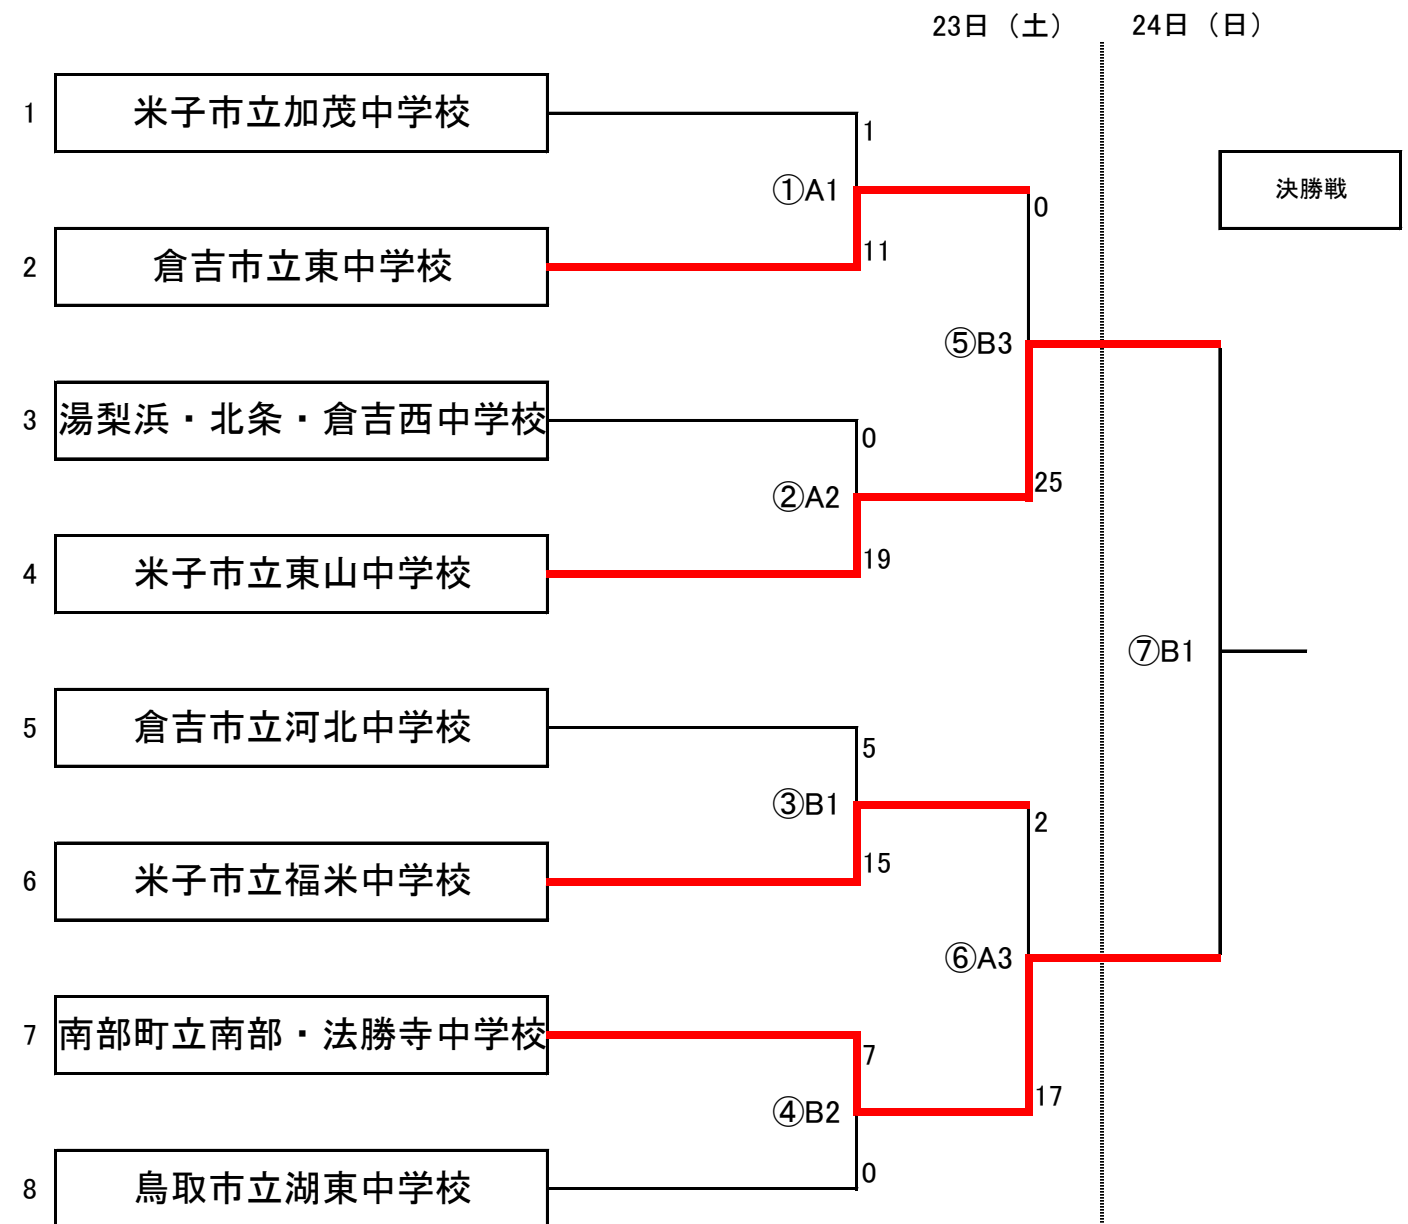 23日（土）
24日（日）
1
米子市立加茂中学校
1
①A1
0
決勝戦
2
倉吉市立東中学校
11
⑤B3
3
湯梨浜・北条・倉吉西中学校
0
②A2
25
4
米子市立東山中学校
19
⑦B1
5
倉吉市立河北中学校
5
③B1
2
6
米子市立福米中学校
15
⑥A3
7
南部町立南部・法勝寺中学校
7
④B2
17
8
鳥取市立湖東中学校
0